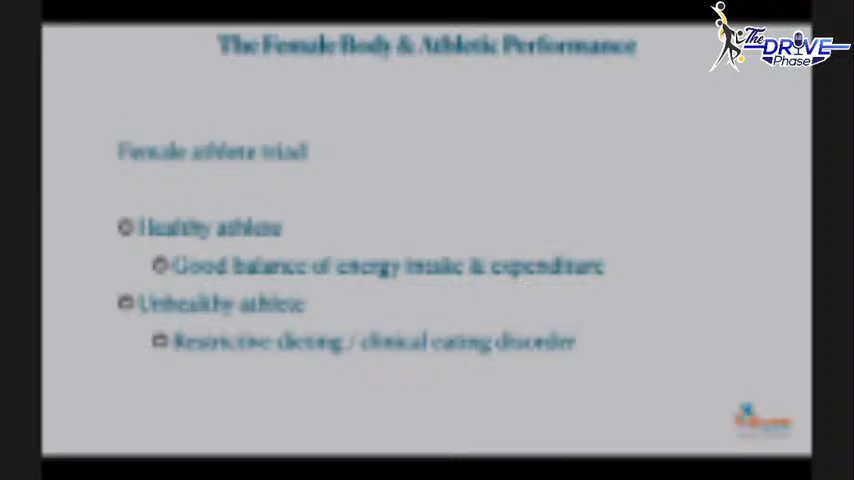 The Female Body & Athletic Performance
The
DRIVE
Phase
Female athlete triad
Healthy athlete
Good balance of energy intake & expenditure
Unhealthy athlete
Restrictive dieting / clinical eating disorder